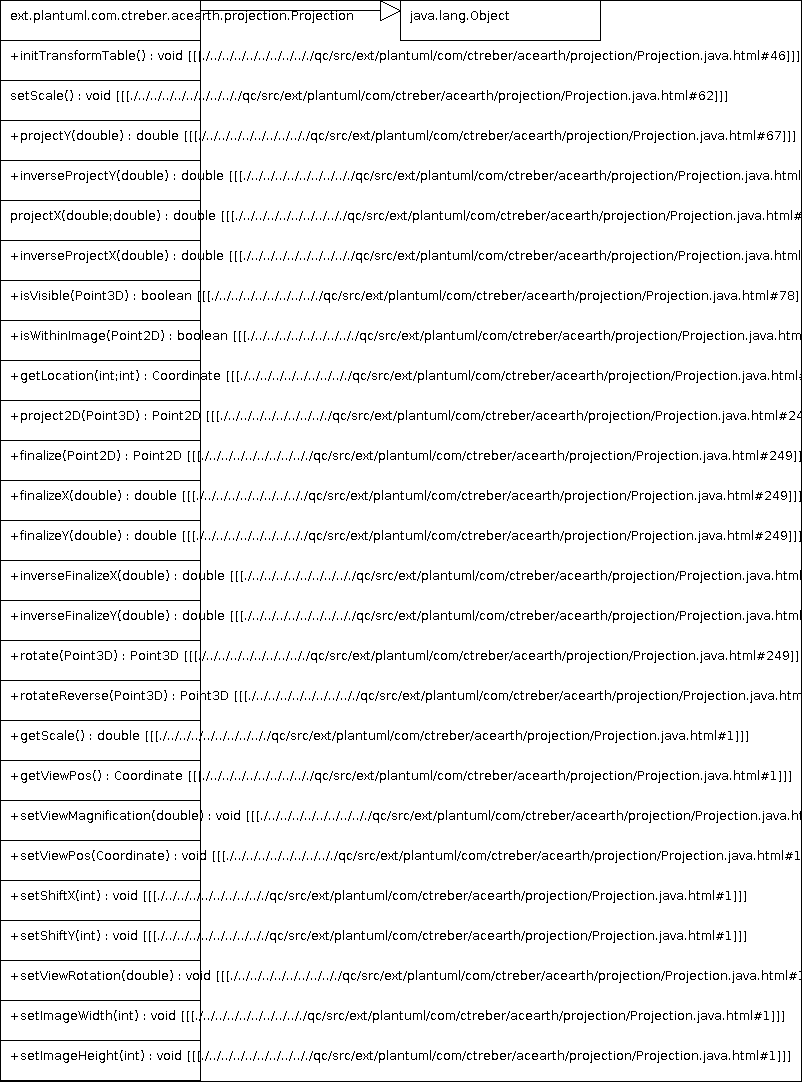 ext.plantuml.com.ctreber.acearth.projection.Projection
java.lang.Object
+initTransformTable() : void [[[./../../../../../../../../qc/src/ext/plantuml/com/ctreber/acearth/projection/Projection.java.html#46]]]
setScale() : void [[[./../../../../../../../../qc/src/ext/plantuml/com/ctreber/acearth/projection/Projection.java.html#62]]]
+projectY(double) : double [[[./../../../../../../../../qc/src/ext/plantuml/com/ctreber/acearth/projection/Projection.java.html#67]]]
+inverseProjectY(double) : double [[[./../../../../../../../../qc/src/ext/plantuml/com/ctreber/acearth/projection/Projection.java.html
projectX(double;double) : double [[[./../../../../../../../../qc/src/ext/plantuml/com/ctreber/acearth/projection/Projection.java.html#
+inverseProjectX(double) : double [[[./../../../../../../../../qc/src/ext/plantuml/com/ctreber/acearth/projection/Projection.java.html
+isVisible(Point3D) : boolean [[[./../../../../../../../../qc/src/ext/plantuml/com/ctreber/acearth/projection/Projection.java.html#78]
+isWithinImage(Point2D) : boolean [[[./../../../../../../../../qc/src/ext/plantuml/com/ctreber/acearth/projection/Projection.java.htm
+getLocation(int;int) : Coordinate [[[./../../../../../../../../qc/src/ext/plantuml/com/ctreber/acearth/projection/Projection.java.html#
+project2D(Point3D) : Point2D [[[./../../../../../../../../qc/src/ext/plantuml/com/ctreber/acearth/projection/Projection.java.html#24
+finalize(Point2D) : Point2D [[[./../../../../../../../../qc/src/ext/plantuml/com/ctreber/acearth/projection/Projection.java.html#249]]
+finalizeX(double) : double [[[./../../../../../../../../qc/src/ext/plantuml/com/ctreber/acearth/projection/Projection.java.html#249]]]
+finalizeY(double) : double [[[./../../../../../../../../qc/src/ext/plantuml/com/ctreber/acearth/projection/Projection.java.html#249]]]
+inverseFinalizeX(double) : double [[[./../../../../../../../../qc/src/ext/plantuml/com/ctreber/acearth/projection/Projection.java.html
+inverseFinalizeY(double) : double [[[./../../../../../../../../qc/src/ext/plantuml/com/ctreber/acearth/projection/Projection.java.html
+rotate(Point3D) : Point3D [[[./../../../../../../../../qc/src/ext/plantuml/com/ctreber/acearth/projection/Projection.java.html#249]]
+rotateReverse(Point3D) : Point3D [[[./../../../../../../../../qc/src/ext/plantuml/com/ctreber/acearth/projection/Projection.java.htm
+getScale() : double [[[./../../../../../../../../qc/src/ext/plantuml/com/ctreber/acearth/projection/Projection.java.html#1]]]
+getViewPos() : Coordinate [[[./../../../../../../../../qc/src/ext/plantuml/com/ctreber/acearth/projection/Projection.java.html#1]]]
+setViewMagnification(double) : void [[[./../../../../../../../../qc/src/ext/plantuml/com/ctreber/acearth/projection/Projection.java.ht
+setViewPos(Coordinate) : void [[[./../../../../../../../../qc/src/ext/plantuml/com/ctreber/acearth/projection/Projection.java.html#1
+setShiftX(int) : void [[[./../../../../../../../../qc/src/ext/plantuml/com/ctreber/acearth/projection/Projection.java.html#1]]]
+setShiftY(int) : void [[[./../../../../../../../../qc/src/ext/plantuml/com/ctreber/acearth/projection/Projection.java.html#1]]]
+setViewRotation(double) : void [[[./../../../../../../../../qc/src/ext/plantuml/com/ctreber/acearth/projection/Projection.java.html#1
+setImageWidth(int) : void [[[./../../../../../../../../qc/src/ext/plantuml/com/ctreber/acearth/projection/Projection.java.html#1]]]
+setImageHeight(int) : void [[[./../../../../../../../../qc/src/ext/plantuml/com/ctreber/acearth/projection/Projection.java.html#1]]]